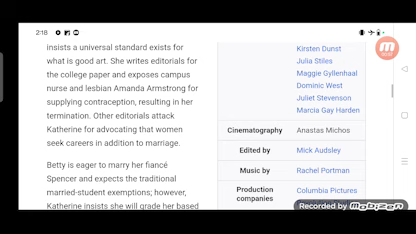 2:18
insists a universal standard exists for
what is good art. She writes editorials for
the college paper and exposes campus
nurse and lesbian Amanda Armstrong for
supplying contraception, resulting in her
termination. Other editorials attack
Katherine for advocating that women
seek careers in addition to marriage.
Betty is eager to marry her fiancé
Spencer and expects the traditional
married-student exemptions; however,
Katherine insists she will grade her based
Kirsten Dunst
Julia Stiles
Maggie Gyllenhaal
Dominic West
Juliet Stevenson
Marcia Gay Harden
Cinematography Anastas Michos
Edited by Mick Audsley
Music by Rachel Portman
Production Columbia Pictures
companies
Recorded by Mobizen